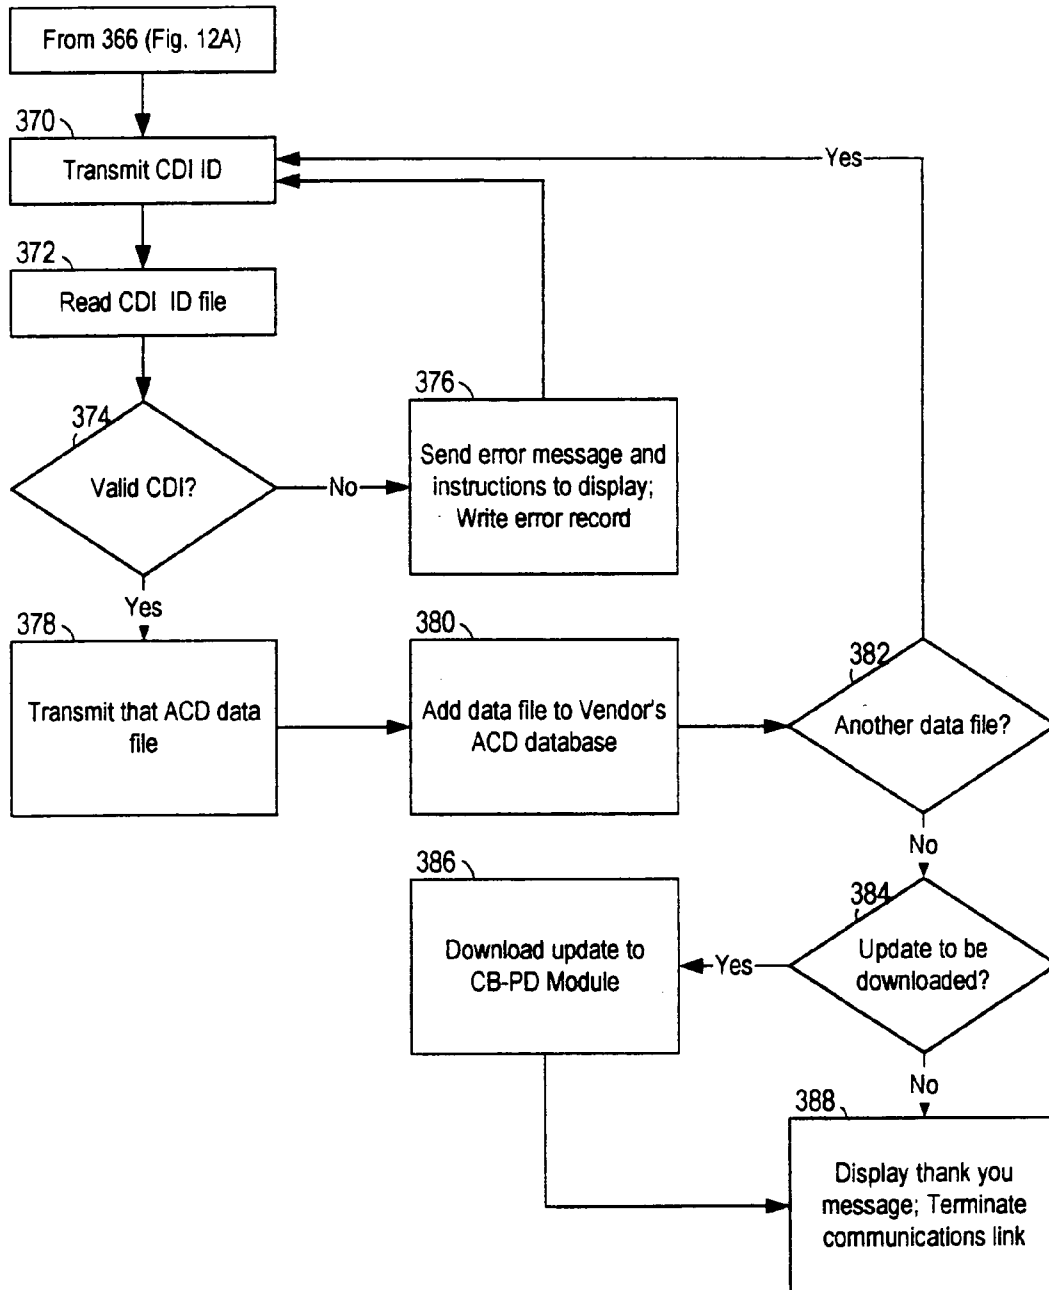 From 366 (Fig. 12A)
370
Transmit CDI ID
Yes
372
Read CDI ID file
374
Valid CDI?
No
376
Send error message and
instructions to display;
Write error record
Yes
378
Transmit that ACD data
file
380
Add data file to Vendor's
ACD database
382
Another data file?
No
384
Update to be
downloaded?
Yes
386
Download update to
CB-PD Module
No
388
Display thank you
message; Terminate
communications link